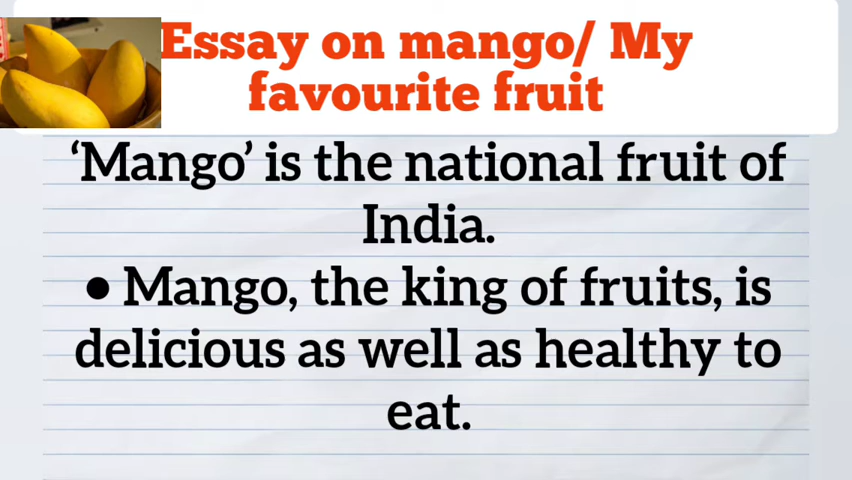 Essay on mango/ My
favourite fruit
‘Mango’ is the national fruit of
India.
● Mango, the king of fruits, is
delicious as well as healthy to
eat.